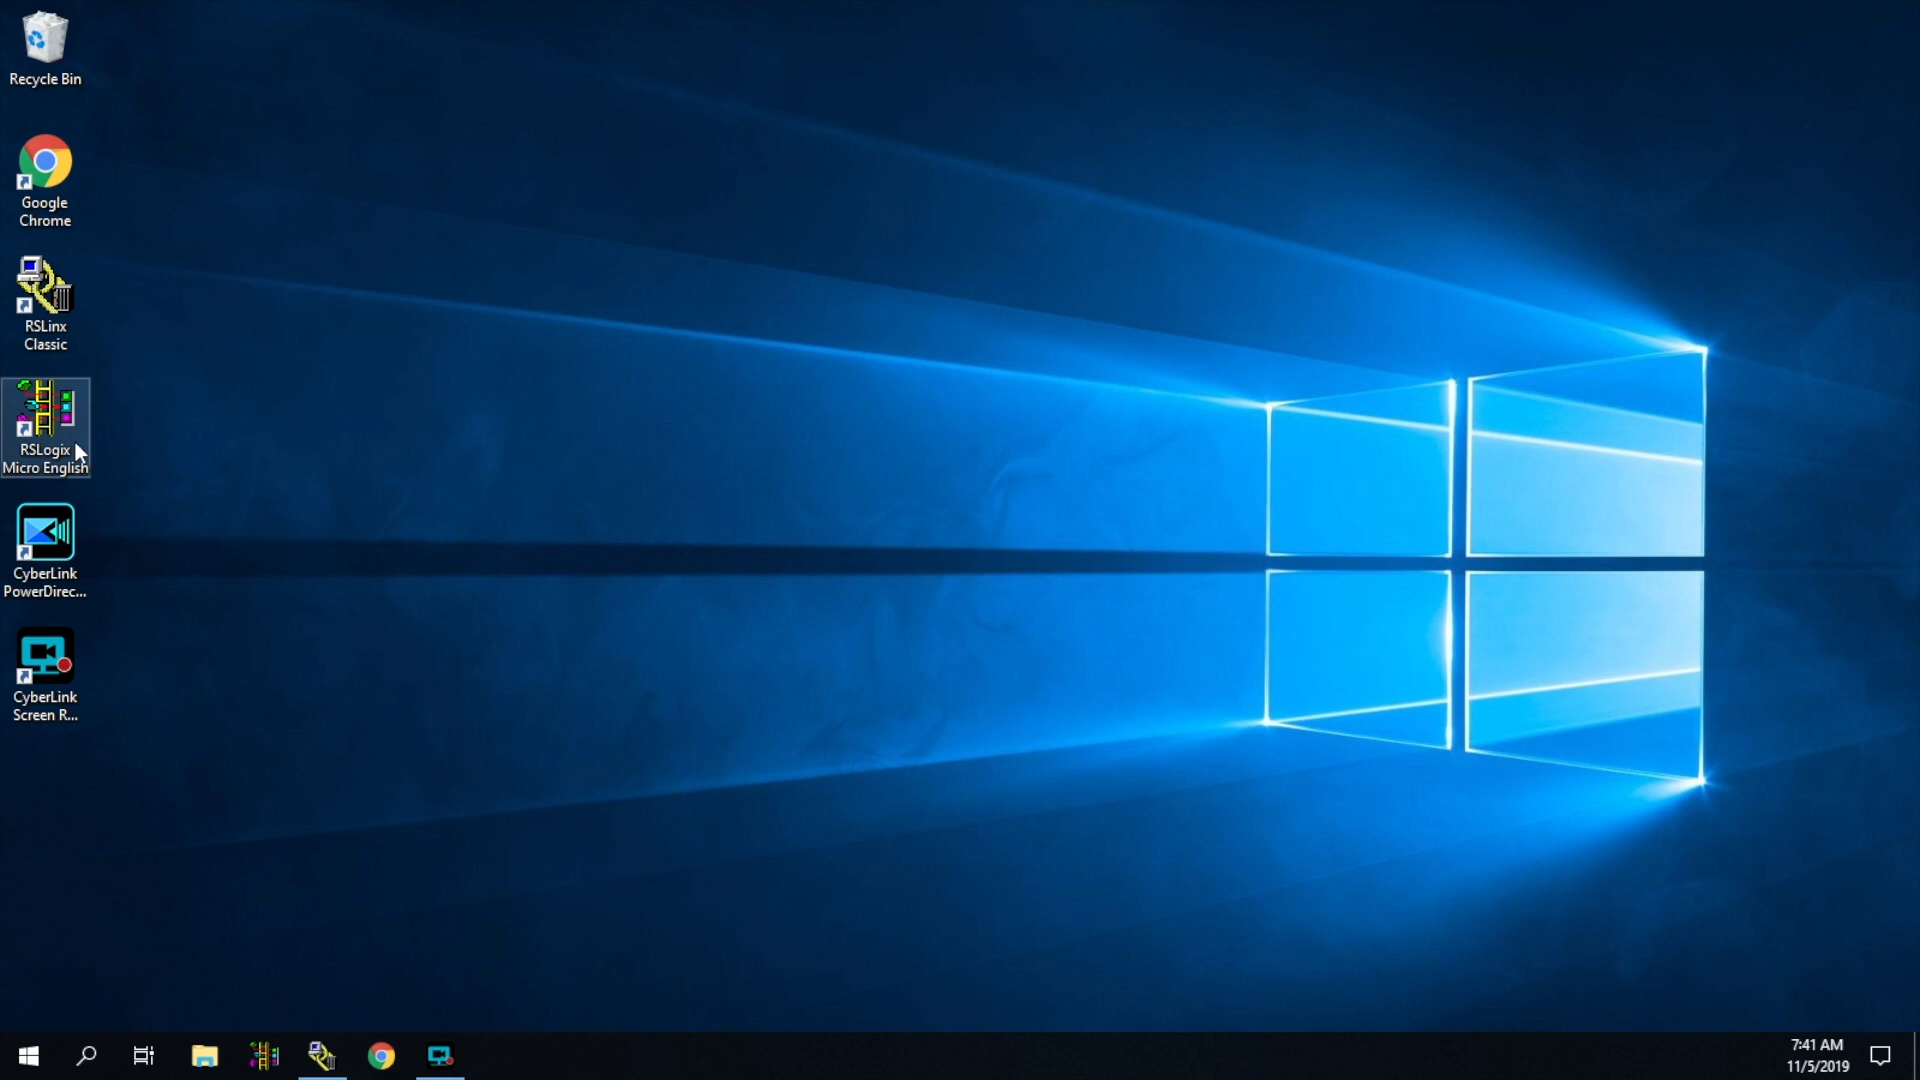 Recycle Bin
Google
Chrome
RSLinx
Classic
RSLogix
Micro English
CyberLink
PowerDirec...
CyberLink
Screen R...
7:41 AM
11/5/2019